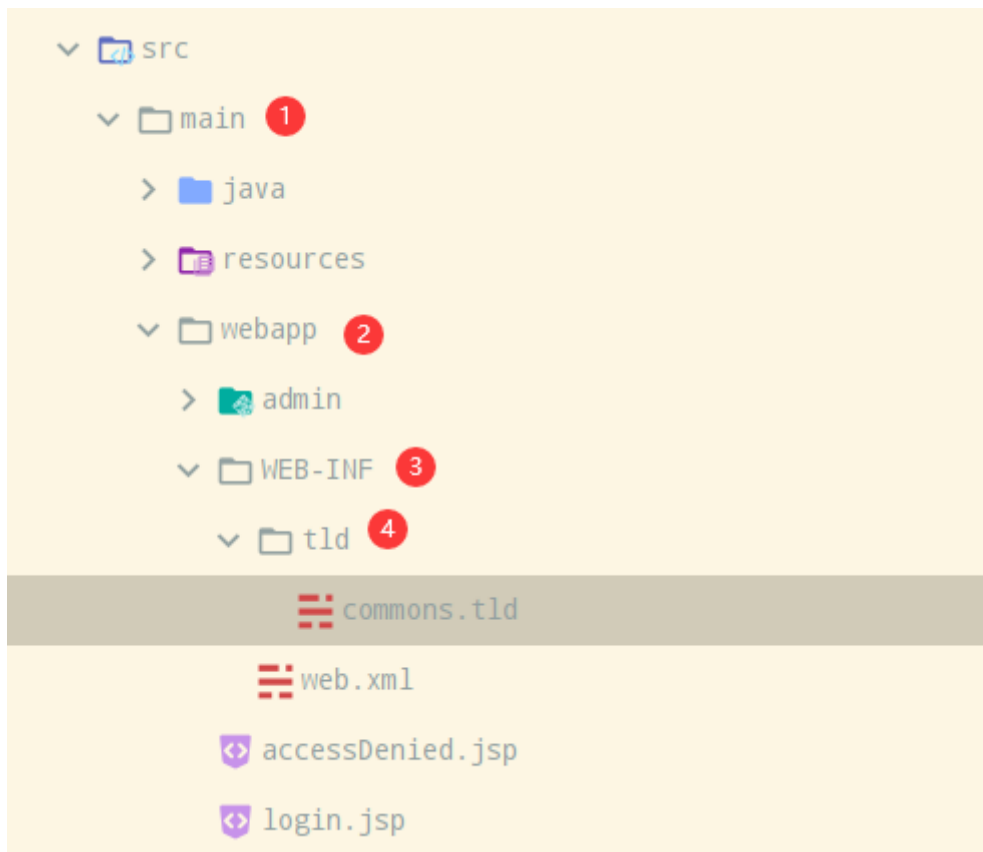 src
main 1
java
resources
webapp 2
admin
WEB-INF 3
tld 4
commons.tld
web.xml
accessDenied.jsp
login.jsp